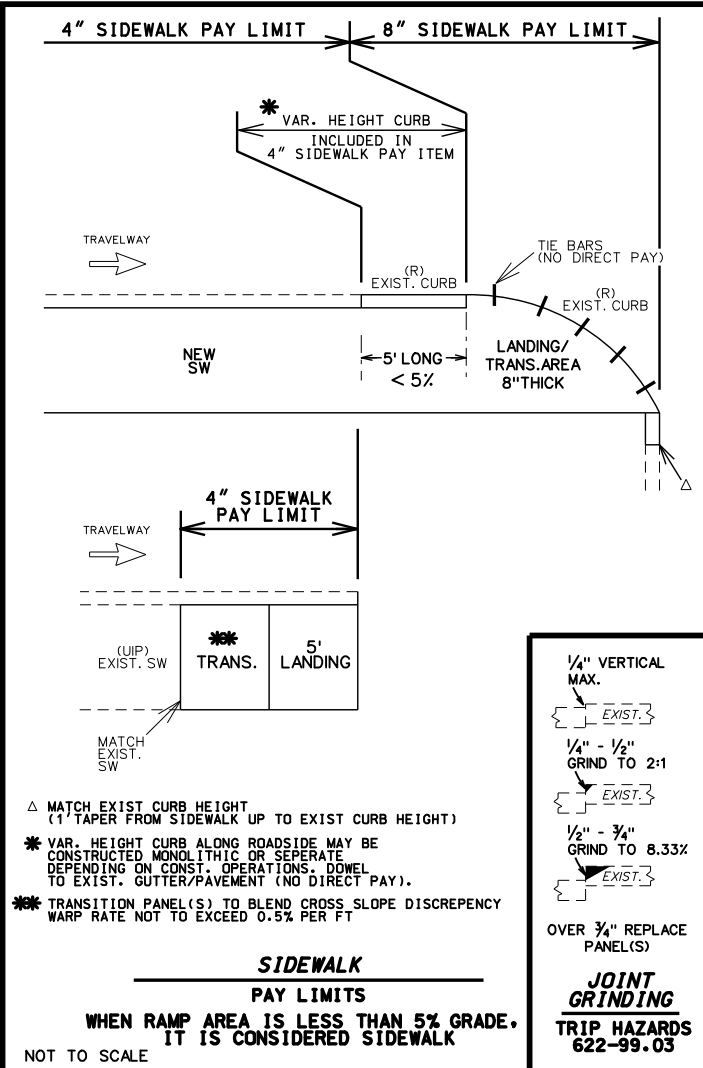 4" SIDEWALK PAY LIMIT
8" SIDEWALK PAY LIMIT
✱ VAR. HEIGHT CURB
INCLUDED IN
4" SIDEWALK PAY ITEM
TRAVELWAY
TIE BARS
(NO DIRECT PAY)
(R)
EXIST. CURB
(R)
EXIST. CURB
NEW
SW
5' LONG
< 5%
LANDING/
TRANS.AREA
8"THICK
△
4" SIDEWALK
PAY LIMIT
TRAVELWAY
(UIP)
EXIST. SW
✱✱
TRANS.
5'
LANDING
MATCH
EXIST.
SW
△ MATCH EXIST CURB HEIGHT
(1' TAPER FROM SIDEWALK UP TO EXIST CURB HEIGHT)
✱ VAR. HEIGHT CURB ALONG ROADSIDE MAY BE
CONSTRUCTED MONOLITHIC OR SEPERATE
DEPENDING ON CONST. OPERATIONS. DOWEL
TO EXIST. GUTTER/PAVEMENT (NO DIRECT PAY).
✱✱ TRANSITION PANEL(S) TO BLEND CROSS SLOPE DISCREPENCY
WARP RATE NOT TO EXCEED 0.5% PER FT
SIDEWALK
PAY LIMITS
WHEN RAMP AREA IS LESS THAN 5% GRADE,
IT IS CONSIDERED SIDEWALK
NOT TO SCALE
1/4" VERTICAL
MAX.
EXIST.
1/4" - 1/2"
GRIND TO 2:1
EXIST.
1/2" - 3/4"
GRIND TO 8.33%
EXIST.
OVER 3/4" REPLACE
PANEL(S)
JOINT
GRINDING
TRIP HAZARDS
622-99.03